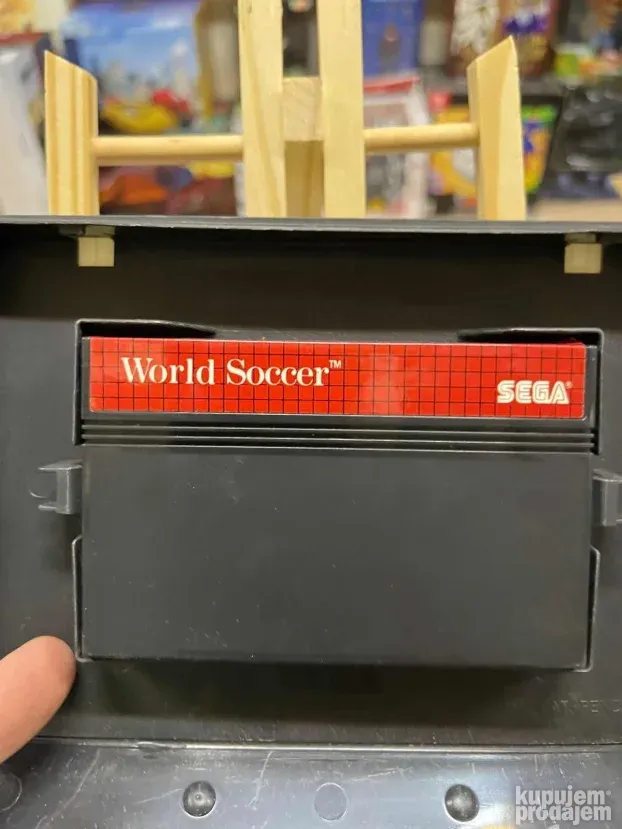 World Soccer™
SEGA®
kupujem
prodajem